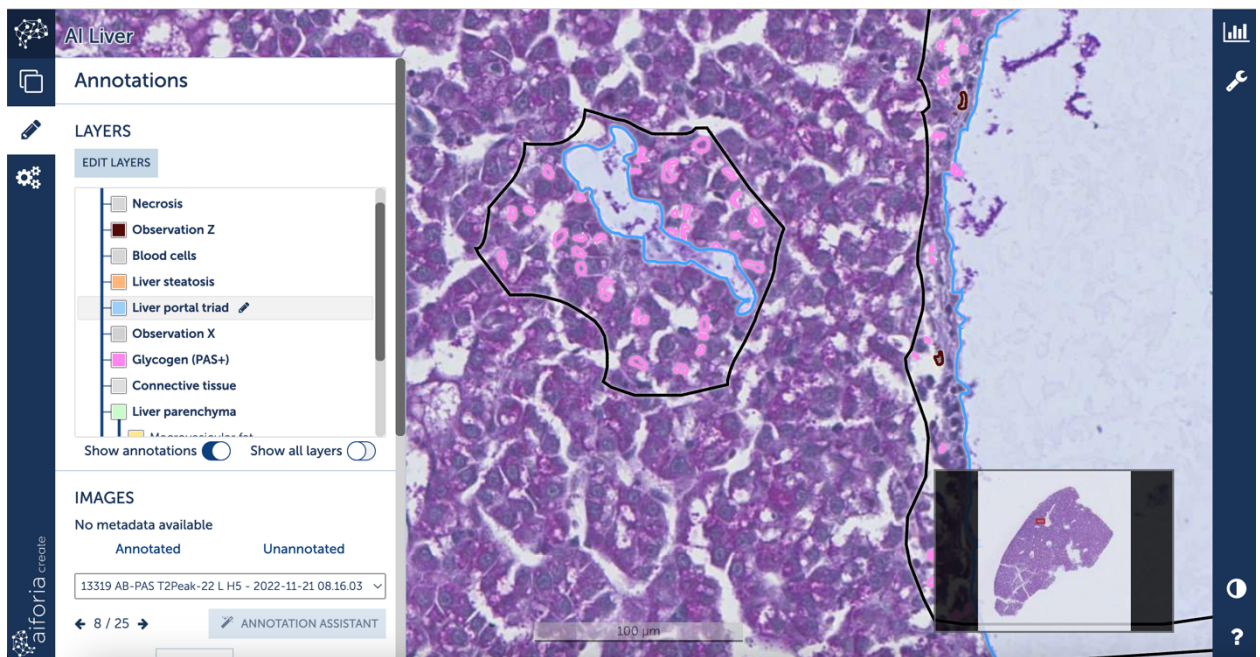 AI Liver
Annotations
LAYERS
EDIT LAYERS
Necrosis
Observation Z
Blood cells
Liver steatosis
Liver portal triad
Observation X
Glycogen (PAS+)
Connective tissue
Liver parenchyma
Macrovesicular fat
Show annotations Show all layers
IMAGES
No metadata available
Annotated Unannotated
13319 AB-PAS T2Peak-22 L H5 - 2022-11-21 08.16.03
8 / 25
ANNOTATION ASSISTANT
aiforia create
100 µm
?